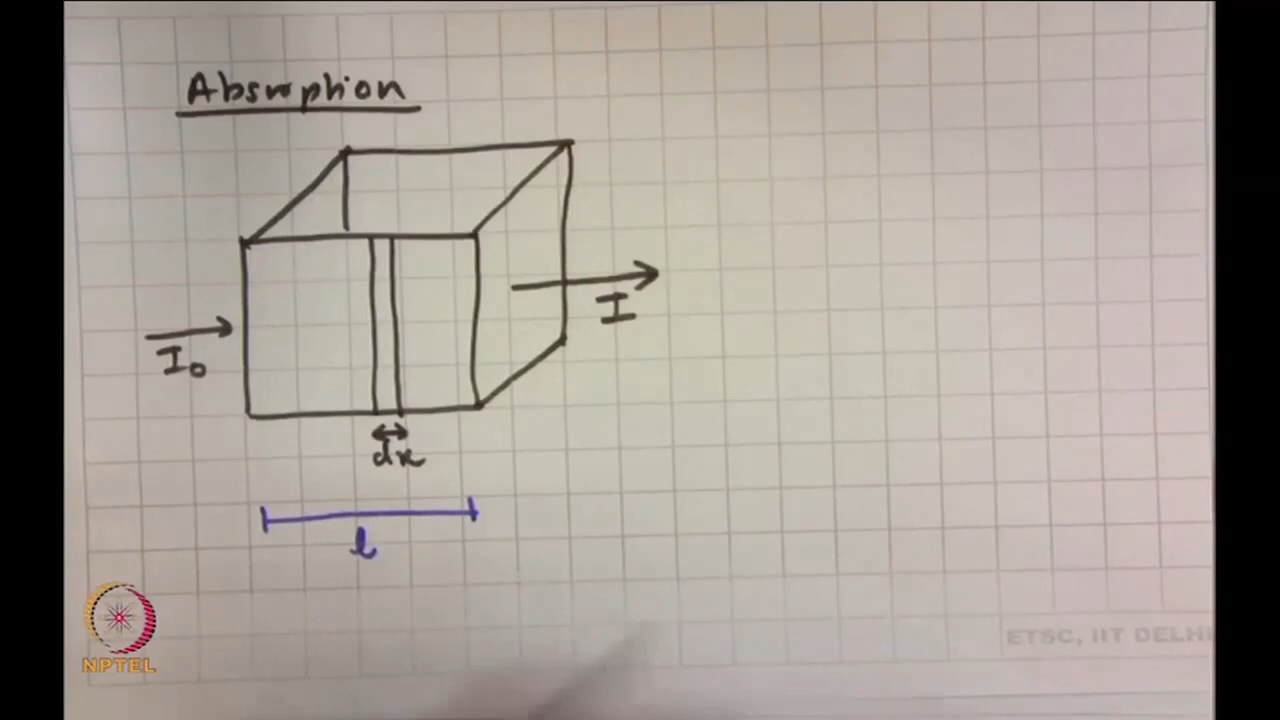 Absorption
I₀
I
dx
l
NPTEL
ETSC, IIT DELHI